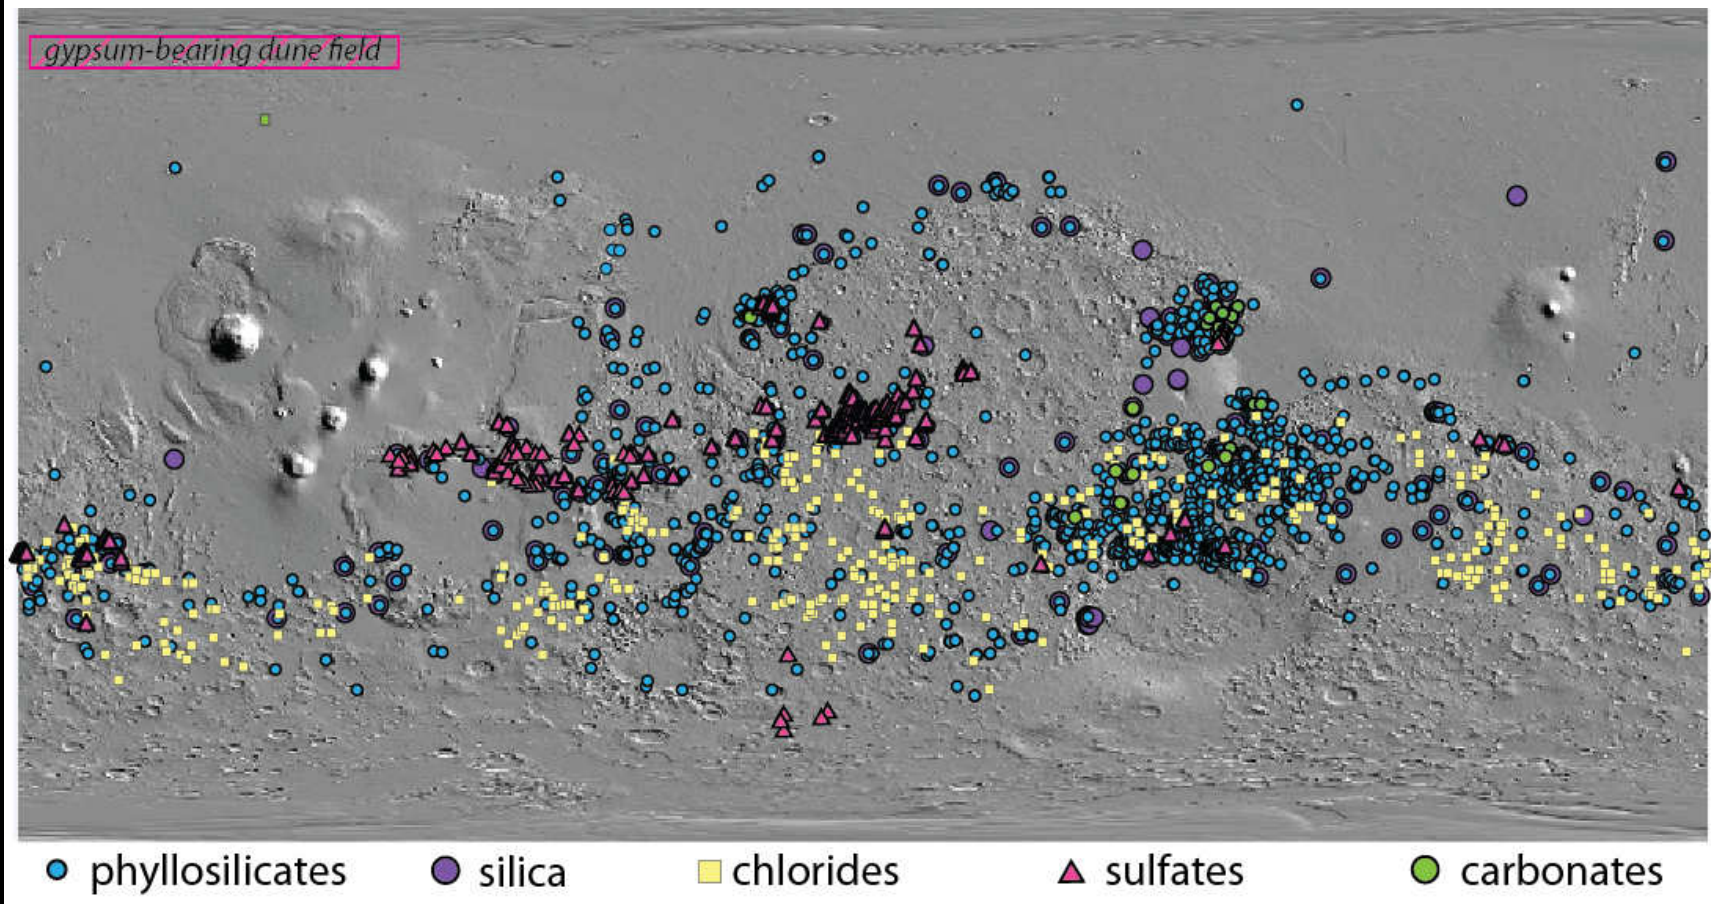 gypsum-bearing dune field
phyllosilicates silica chlorides sulfates carbonates